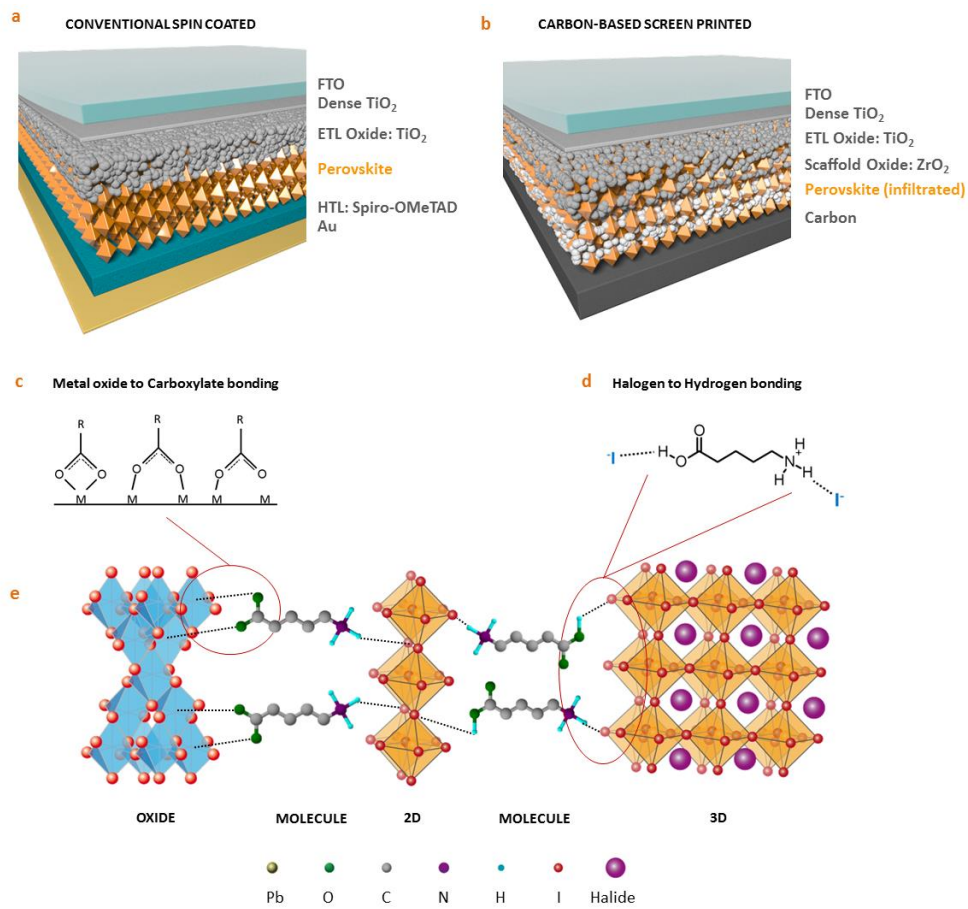 a
CONVENTIONAL SPIN COATED
FTO
Dense TiO₂
ETL Oxide: TiO₂
Perovskite
HTL: Spiro-OMeTAD
Au
b
CARBON-BASED SCREEN PRINTED
FTO
Dense TiO₂
ETL Oxide: TiO₂
Scaffold Oxide: ZrO₂
Perovskite (infiltrated)
Carbon
c
Metal oxide to Carboxylate bonding
R R R
O O O O O O
M M M M M
d
Halogen to Hydrogen bonding
O
⁻I H O N⁺ H H I⁻
e
OXIDE MOLECULE 2D MOLECULE 3D
Pb O C N H I Halide